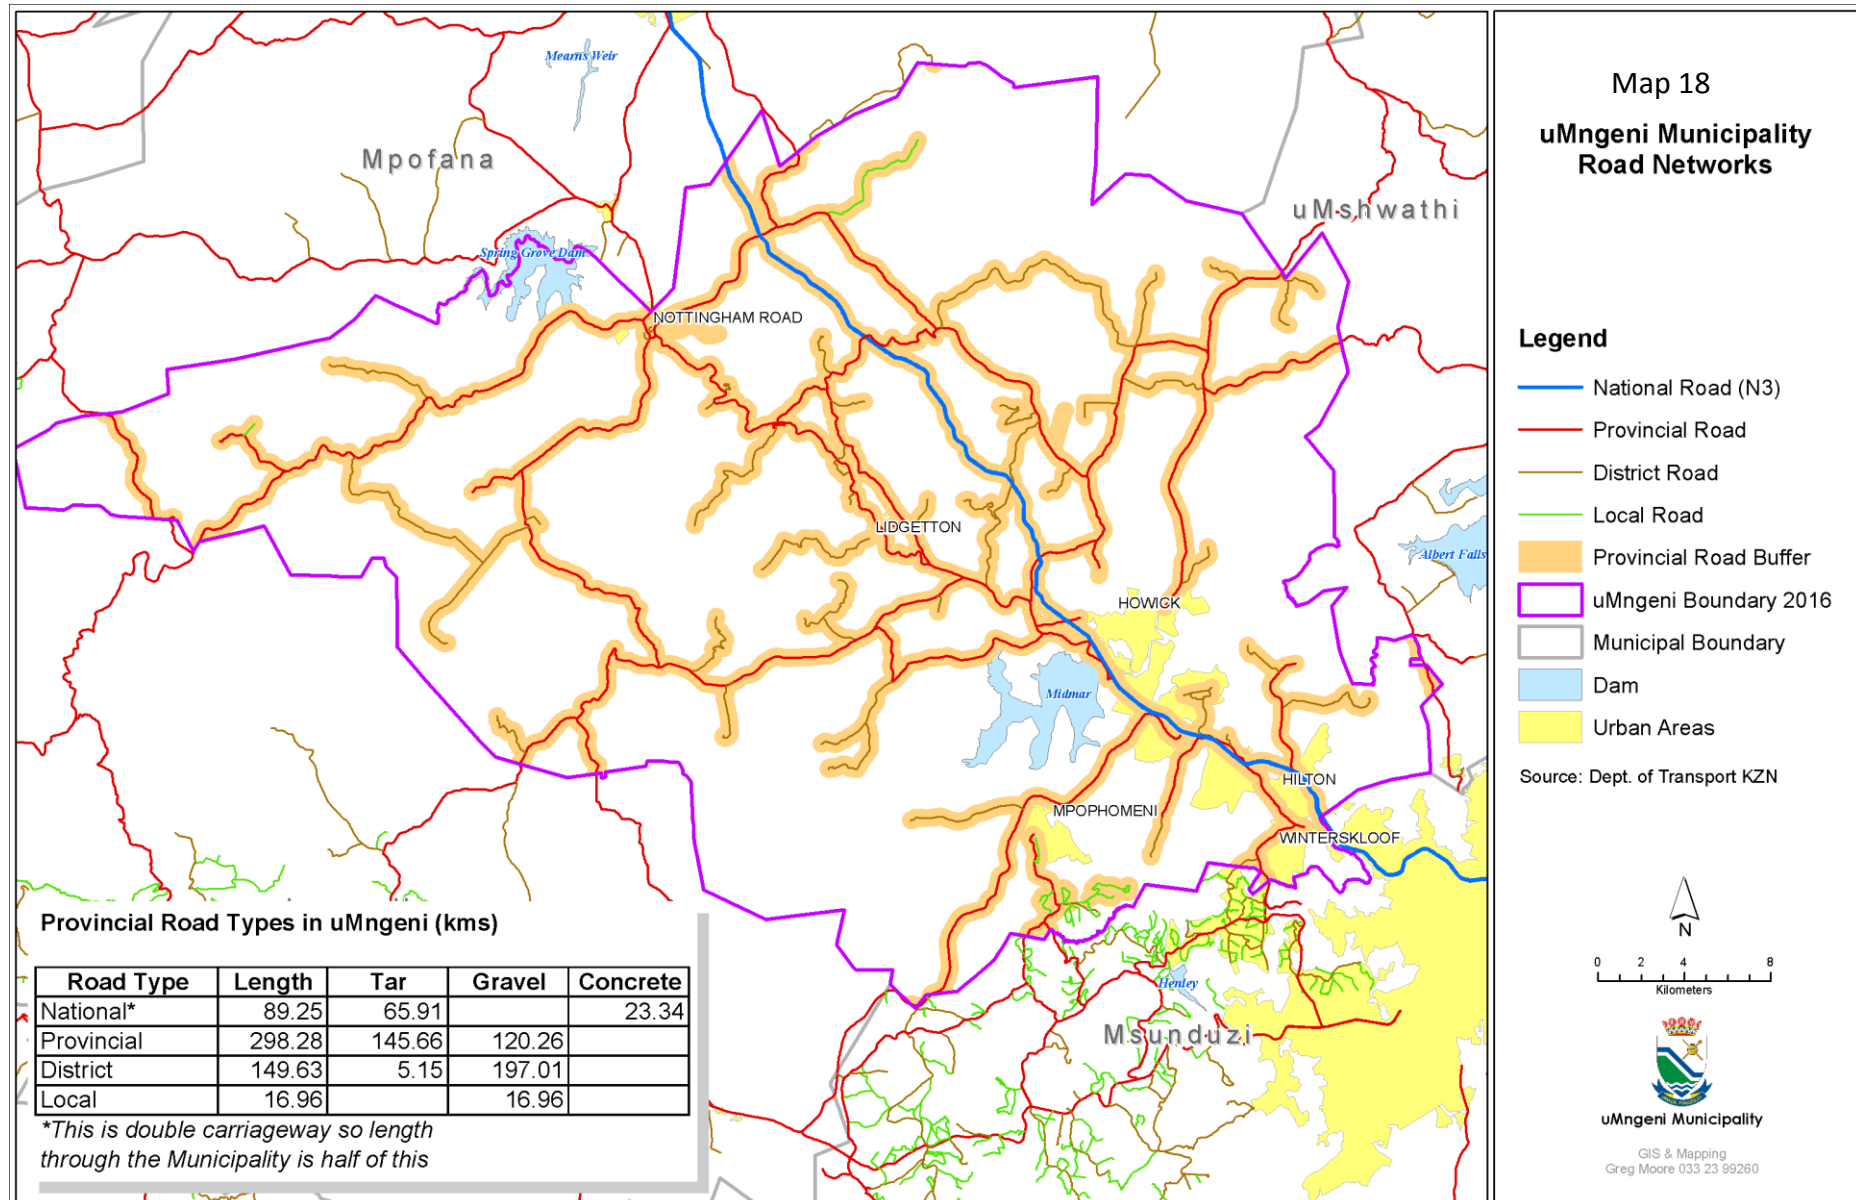 Mearns Weir
Mpofana
uMshwathi
Spring Grove Dam
NOTTINGHAM ROAD
LIDGETTON
Albert Falls
HOWICK
Midmar
HILTON
MPOPHOMENI
WINTERSKLOOF
Henley
Msunduzi
Provincial Road Types in uMngeni (kms)
Road Type Length Tar Gravel Concrete
National* 89.25 65.91 23.34
Provincial 298.28 145.66 120.26
District 149.63 5.15 197.01
Local 16.96 16.96
*This is double carriageway so length
through the Municipality is half of this
Map 18
uMngeni Municipality
Road Networks
Legend
National Road (N3)
Provincial Road
District Road
Local Road
Provincial Road Buffer
uMngeni Boundary 2016
Municipal Boundary
Dam
Urban Areas
Source: Dept. of Transport KZN
N
0 2 4 8
Kilometers
uMngeni Municipality
GIS & Mapping
Greg Moore 033 23 99260